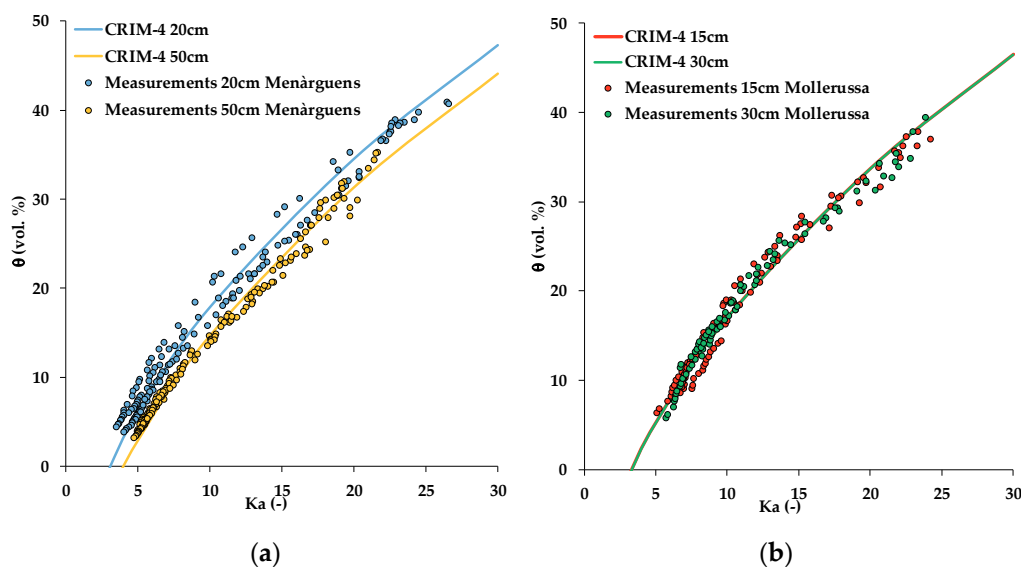 CRIM-4 20cm
CRIM-4 50cm
Measurements 20cm Menàrguens
Measurements 50cm Menàrguens
θ (vol. %)
50
40
30
20
10
0
0 5 10 15 20 25 30
Ka (-)
(a)
CRIM-4 15cm
CRIM-4 30cm
Measurements 15cm Mollerussa
Measurements 30cm Mollerussa
θ (vol. %)
50
40
30
20
10
0
0 5 10 15 20 25 30
Ka (-)
(b)